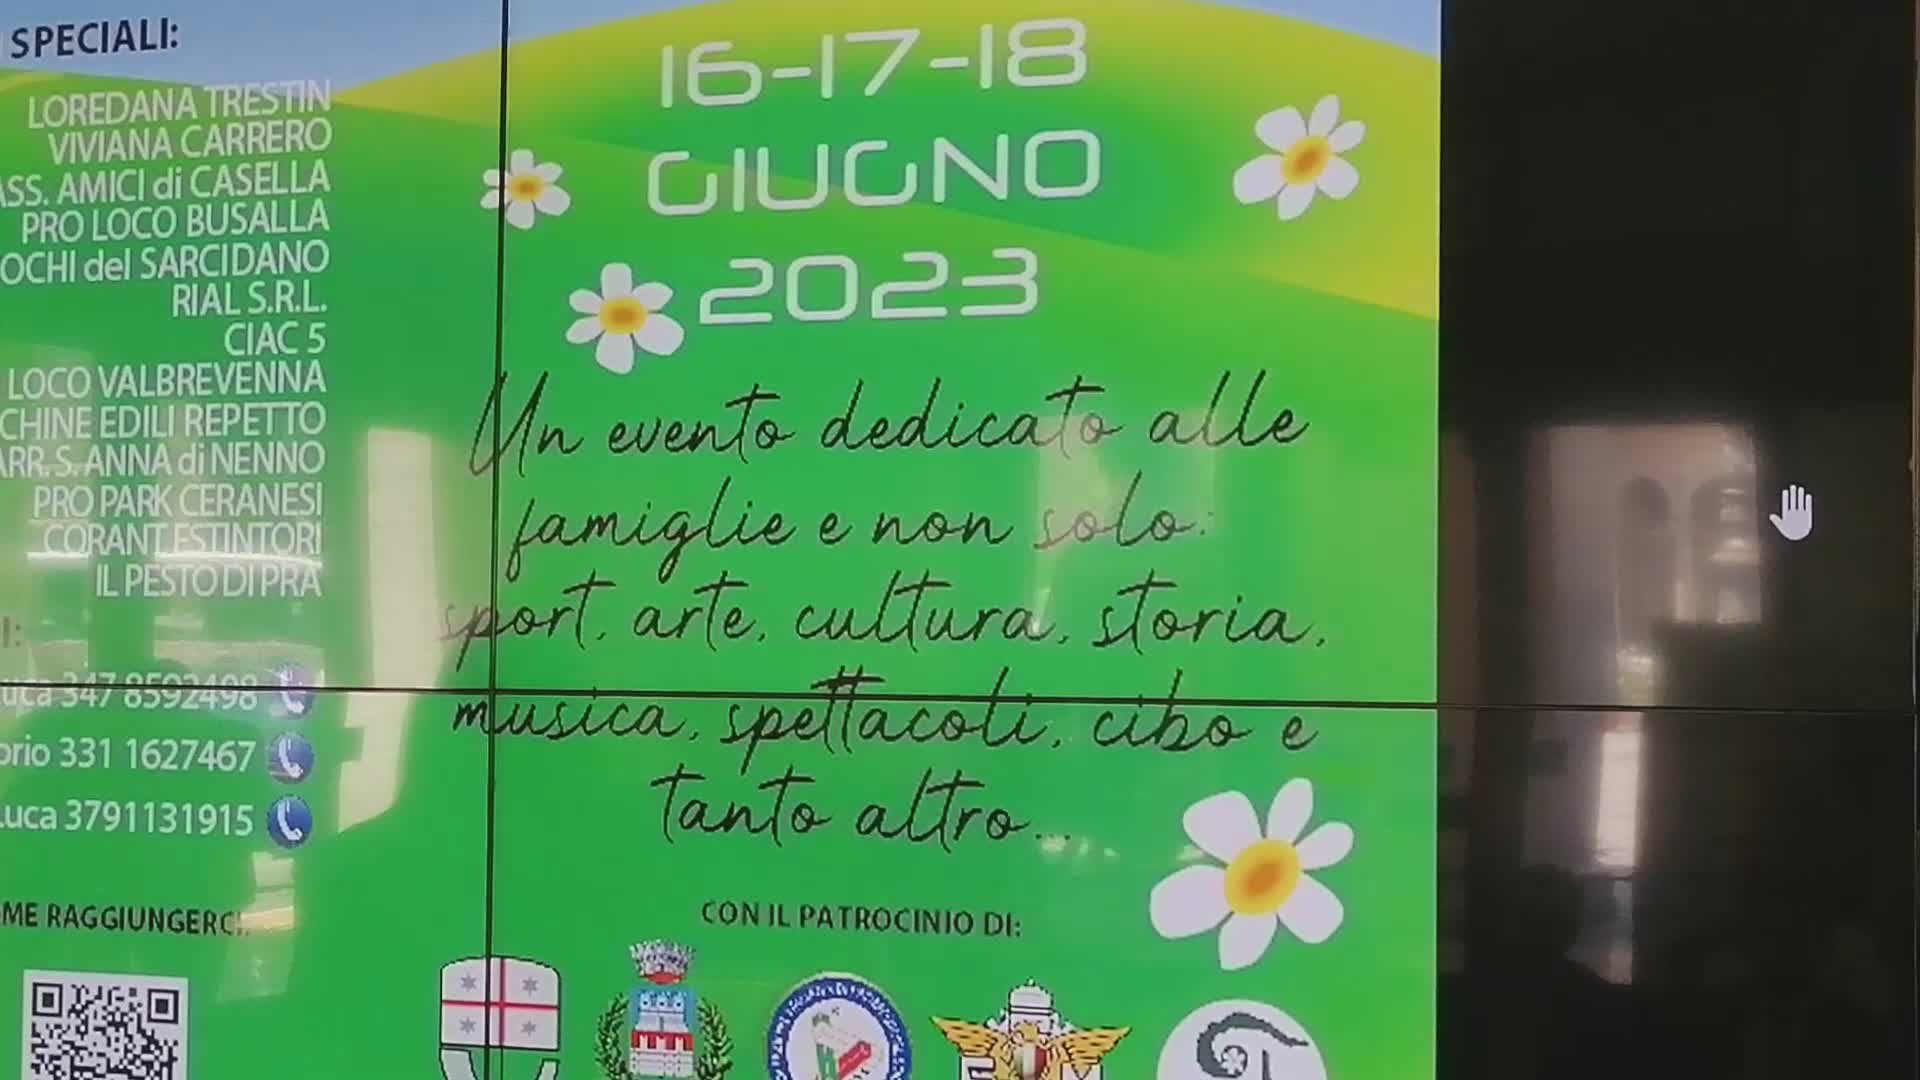 SPECIALI:
LOREDANA TRESTIN
VIVIANA CARRERO
ASS. AMICI di CASELLA
PRO LOCO BUSALLA
OCHI del SARCIDANO
RIAL S.R.L.
CIAC 5
LOCO VALBREVENNA
CHINE EDILI REPETTO
ARR. S. ANNA di NENNO
PRO PARK CERANESI
CORANT ESTINTORI
IL PESTO DI PRA
I:
uca 347 8592498
orio 331 1627467
Luca 3791131915
OME RAGGIUNGERCI:
16-17-18
GIUGNO
2023
Un evento dedicato alle
famiglie e non solo:
sport, arte, cultura, storia,
musica, spettacoli, cibo e
tanto altro...
CON IL PATROCINIO DI: